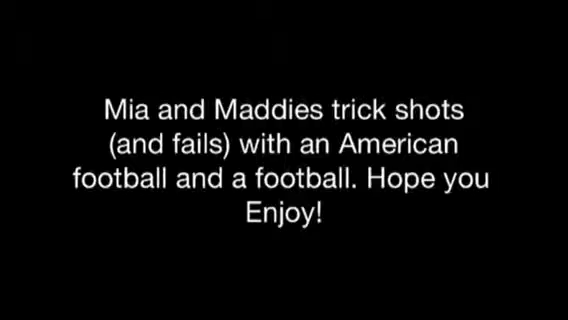 Mia and Maddies trick shots
(and fails) with an American
football and a football. Hope you
Enjoy!